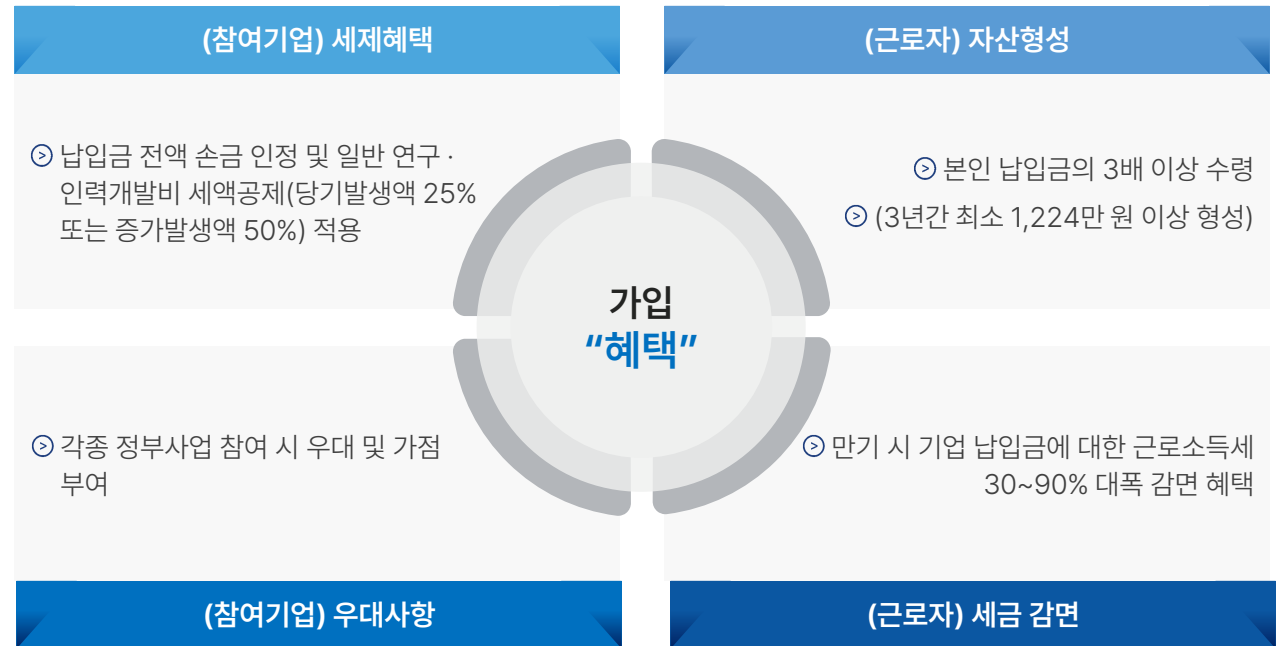 (참여기업) 세제혜택
납입금 전액 손금 인정 및 일반 연구 ·
인력개발비 세액공제(당기발생액 25%
또는 증가발생액 50%) 적용
(근로자) 자산형성
본인 납입금의 3배 이상 수령
(3년간 최소 1,224만 원 이상 형성)
가입
“혜택”
각종 정부사업 참여 시 우대 및 가점
부여
(참여기업) 우대사항
만기 시 기업 납입금에 대한 근로소득세
30~90% 대폭 감면 혜택
(근로자) 세금 감면